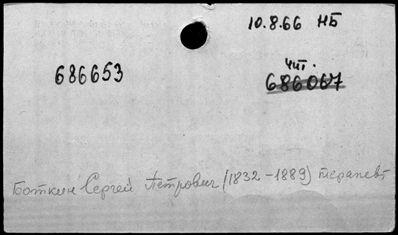 10.8.66 НБ
686653
чит.
686067
Боткин Сергей Петрович (1832-1889) терапевт